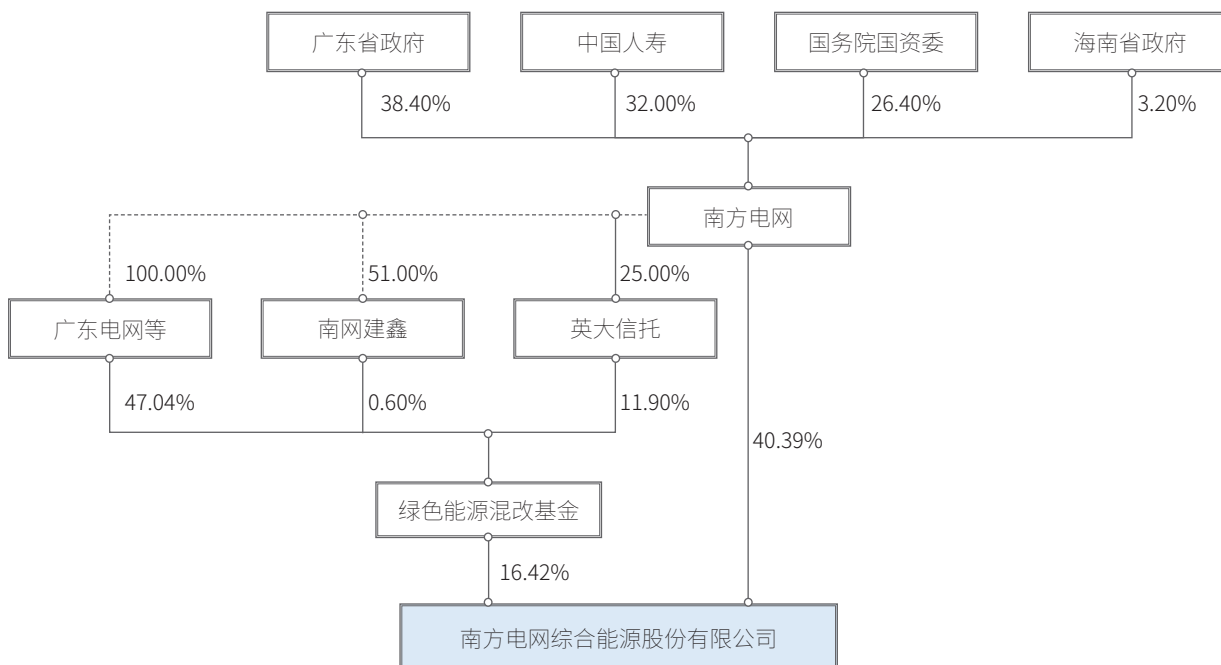 广东省政府
中国人寿
国务院国资委
海南省政府
38.40%
32.00%
26.40%
3.20%
南方电网
100.00%
51.00%
25.00%
广东电网等
南网建鑫
英大信托
47.04%
0.60%
11.90%
40.39%
绿色能源混改基金
16.42%
南方电网综合能源股份有限公司